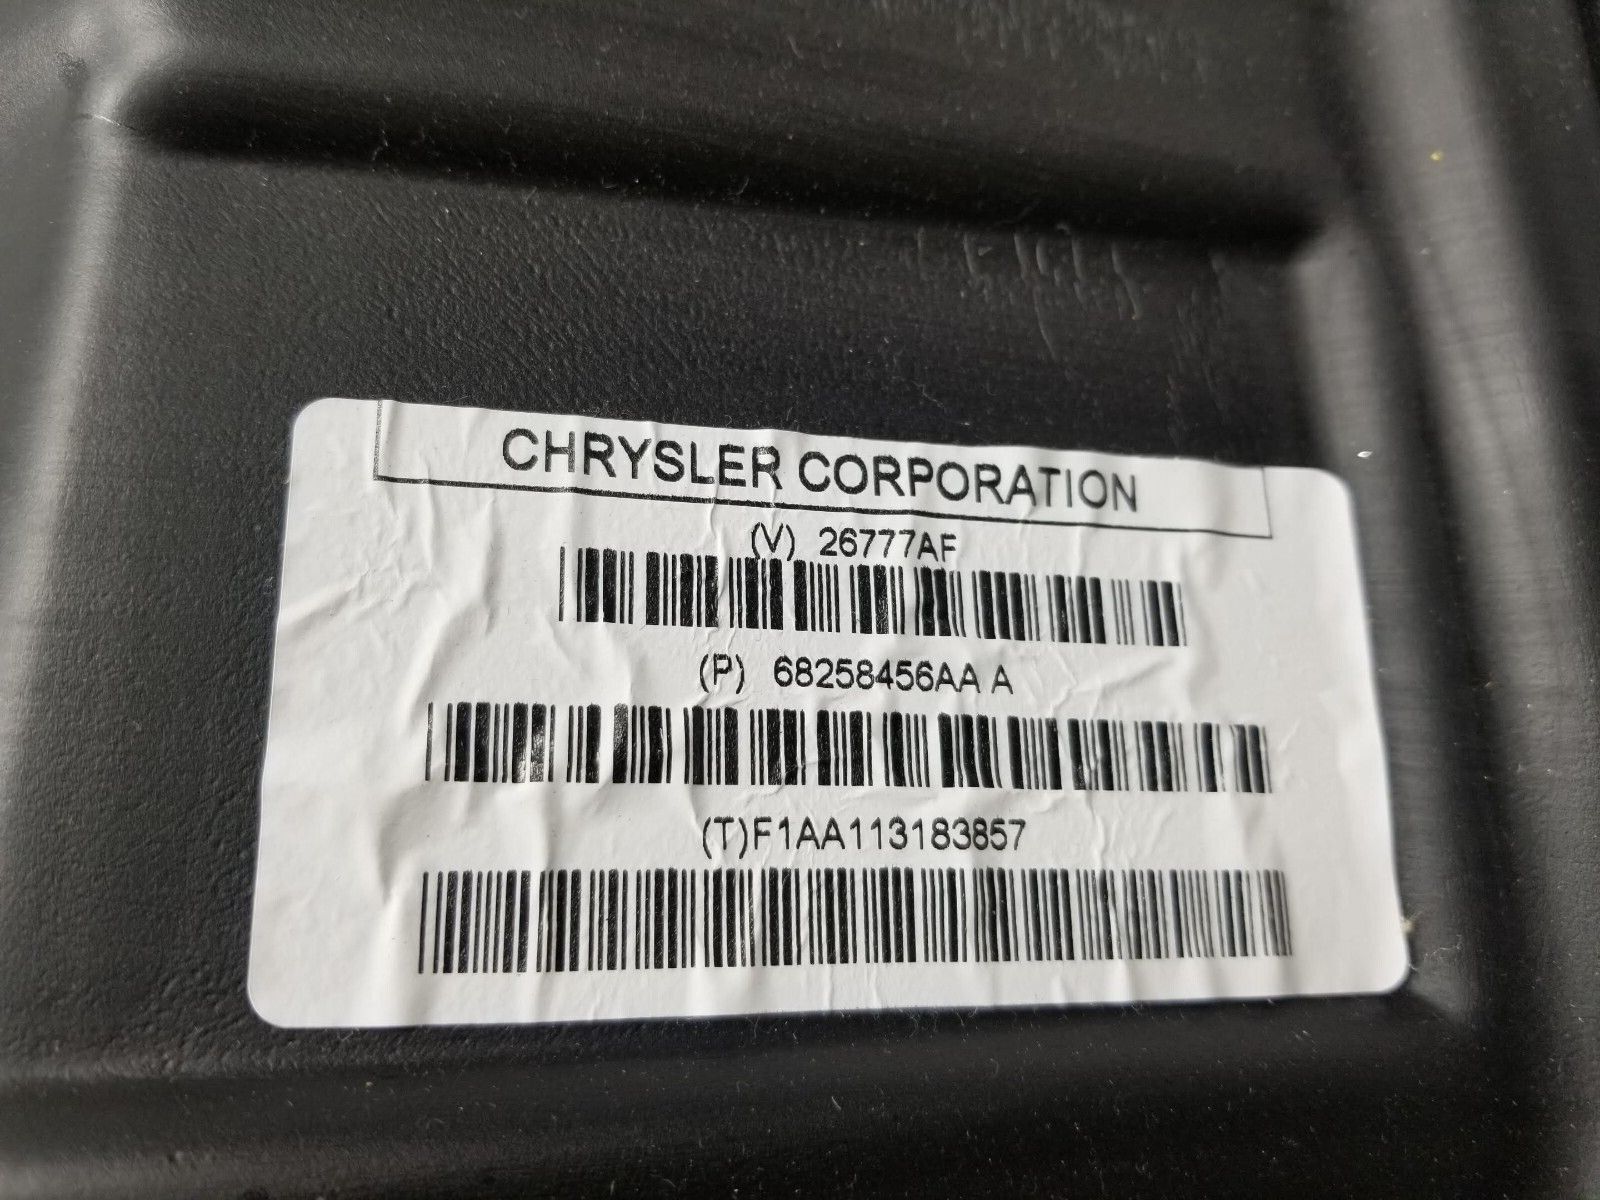 CHRYSLER CORPORATION
(V) 26777AF
(P) 68258456AA A
(T)F1AA113183857